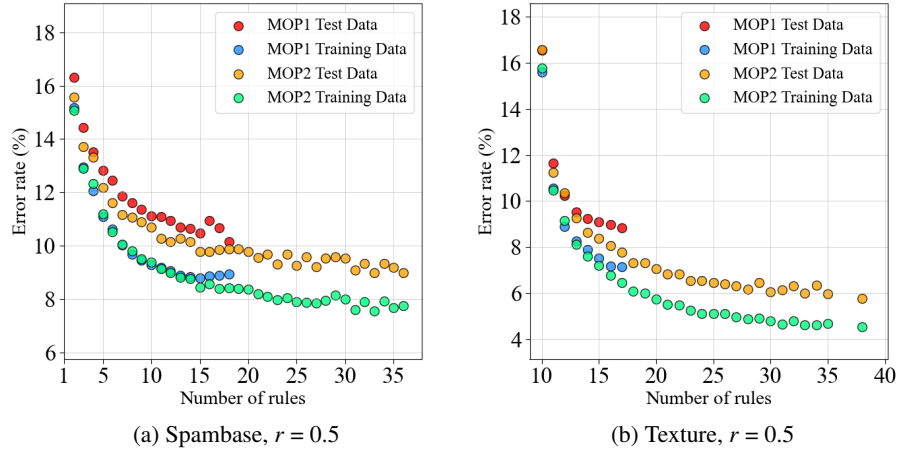 MOP1 Test Data
MOP1 Training Data
MOP2 Test Data
MOP2 Training Data
18
16
14
12
10
8
6
Error rate (%)
1 5 10 15 20 25 30 35
Number of rules
(a) Spambase, r = 0.5
MOP1 Test Data
MOP1 Training Data
MOP2 Test Data
MOP2 Training Data
18
16
14
12
10
8
6
4
Error rate (%)
10 15 20 25 30 35 40
Number of rules
(b) Texture, r = 0.5